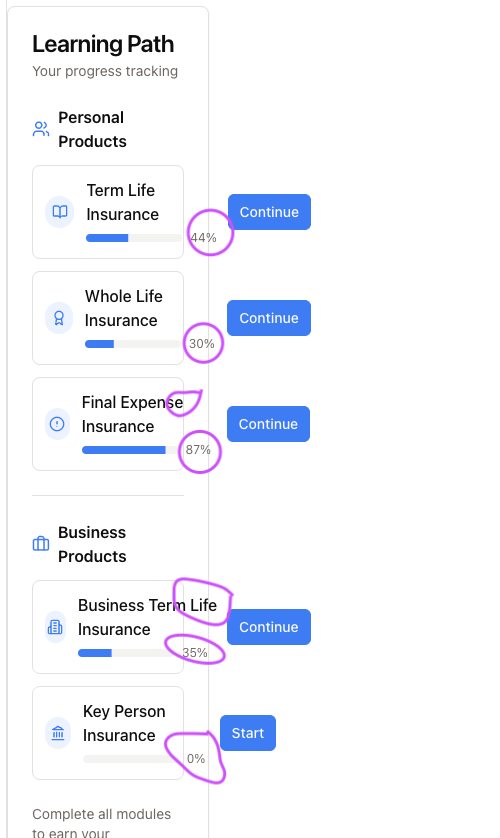 Learning Path
Your progress tracking
Personal
Products
Term Life
Insurance
44%
Continue
Whole Life
Insurance
30%
Continue
Final Expense
Insurance
87%
Continue
Business
Products
Business Term Life
Insurance
35%
Continue
Key Person
Insurance
0%
Start
Complete all modules
to earn your